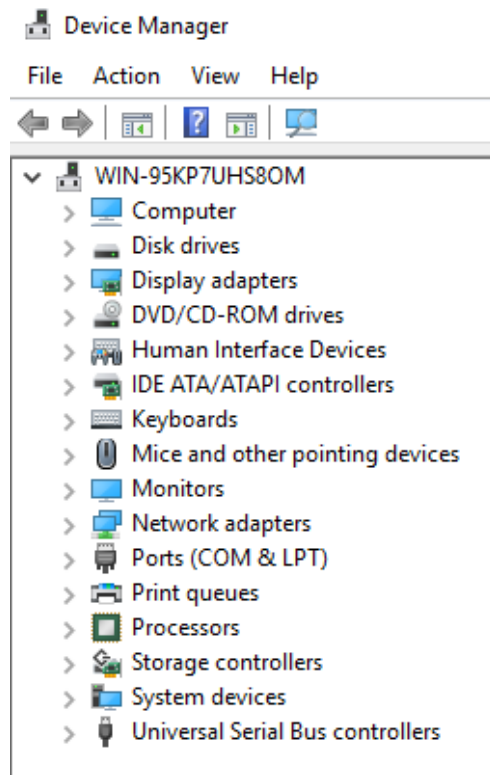 Device Manager
File Action View Help
WIN-95KP7UHS8OM
Computer
Disk drives
Display adapters
DVD/CD-ROM drives
Human Interface Devices
IDE ATA/ATAPI controllers
Keyboards
Mice and other pointing devices
Monitors
Network adapters
Ports (COM & LPT)
Print queues
Processors
Storage controllers
System devices
Universal Serial Bus controllers